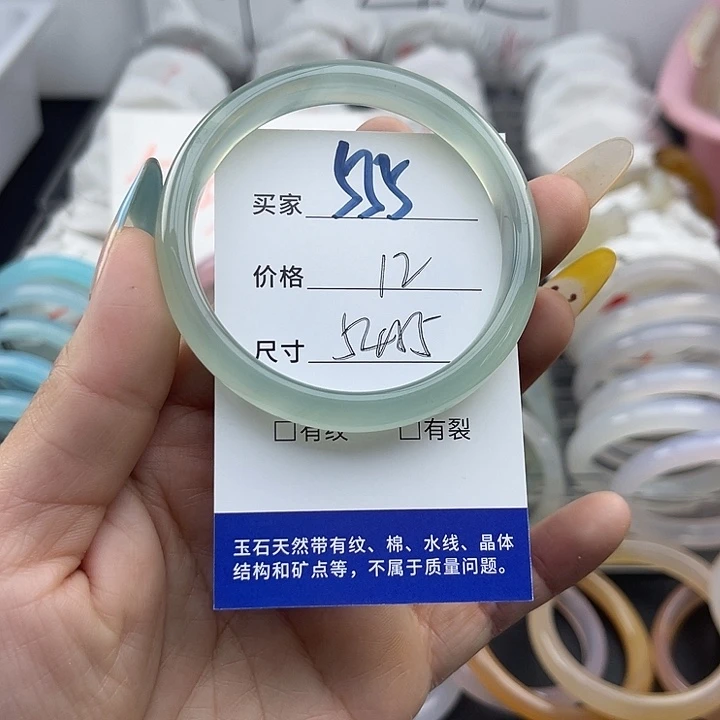 买家 555
价格 12
尺寸
□有纹 □有裂
玉石天然带有纹、棉、水线、晶体
结构和矿点等，不属于质量问题。